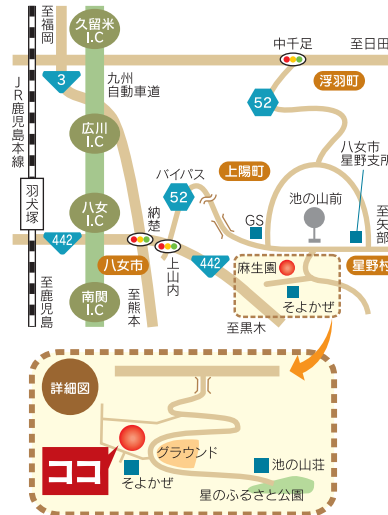 至福岡
久留米
I.C
中千足
至日田
3
九州
自動車道
浮羽町
52
JR鹿児島本線
広川
I.C
八女市
星野支所
バイパス
上陽町
52
池の山前
羽犬塚
八女
I.C
納楚
GS
至矢部
442
八女市
上山内
442
麻生園
星野村
そよかぜ
至鹿児島
南関
I.C
至熊本
至黒木
詳細図
グラウンド
ココ
そよかぜ
池の山荘
星のふるさと公園